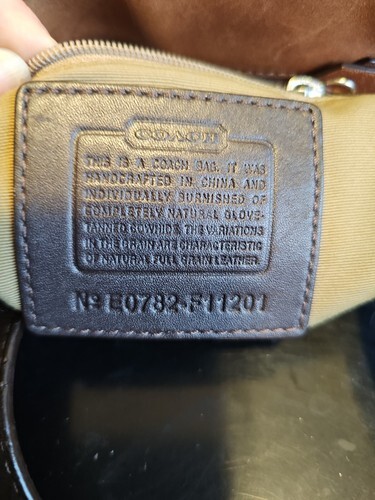 COACH
THIS IS A COACH BAG. IT WAS
HANDCRAFTED IN CHINA AND
INDIVIDUALLY BURNISHED OF
COMPLETELY NATURAL GLOVE-
TANNED COWHIDE. THE VARIATIONS
IN THE GRAIN ARE CHARACTERISTIC
OF NATURAL FULL GRAIN LEATHER.
Nº E0782-F11201